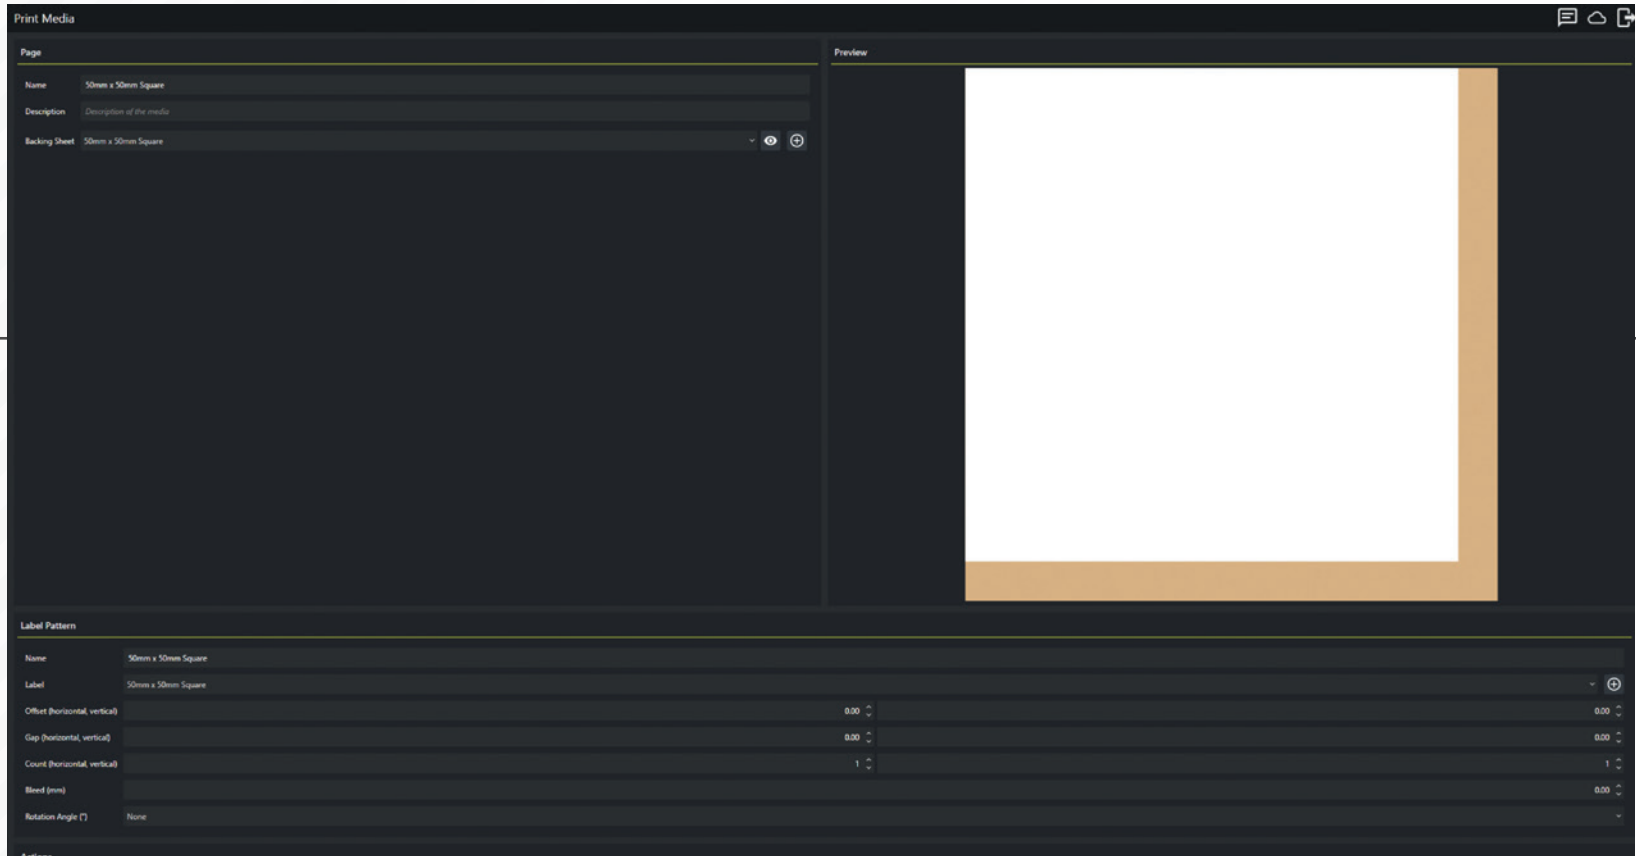 Print Media
Page
Name 50mm x 50mm Square
Description Description of the media
Backing Sheet 50mm x 50mm Square
Preview
Label Pattern
Name 50mm x 50mm Square
Label 50mm x 50mm Square
Offset (horizontal, vertical) 0.00 0.00
Gap (horizontal, vertical) 0.00 0.00
Count (horizontal, vertical) 1 1
Bleed (mm) 0.00
Rotation Angle (°) None
Actions